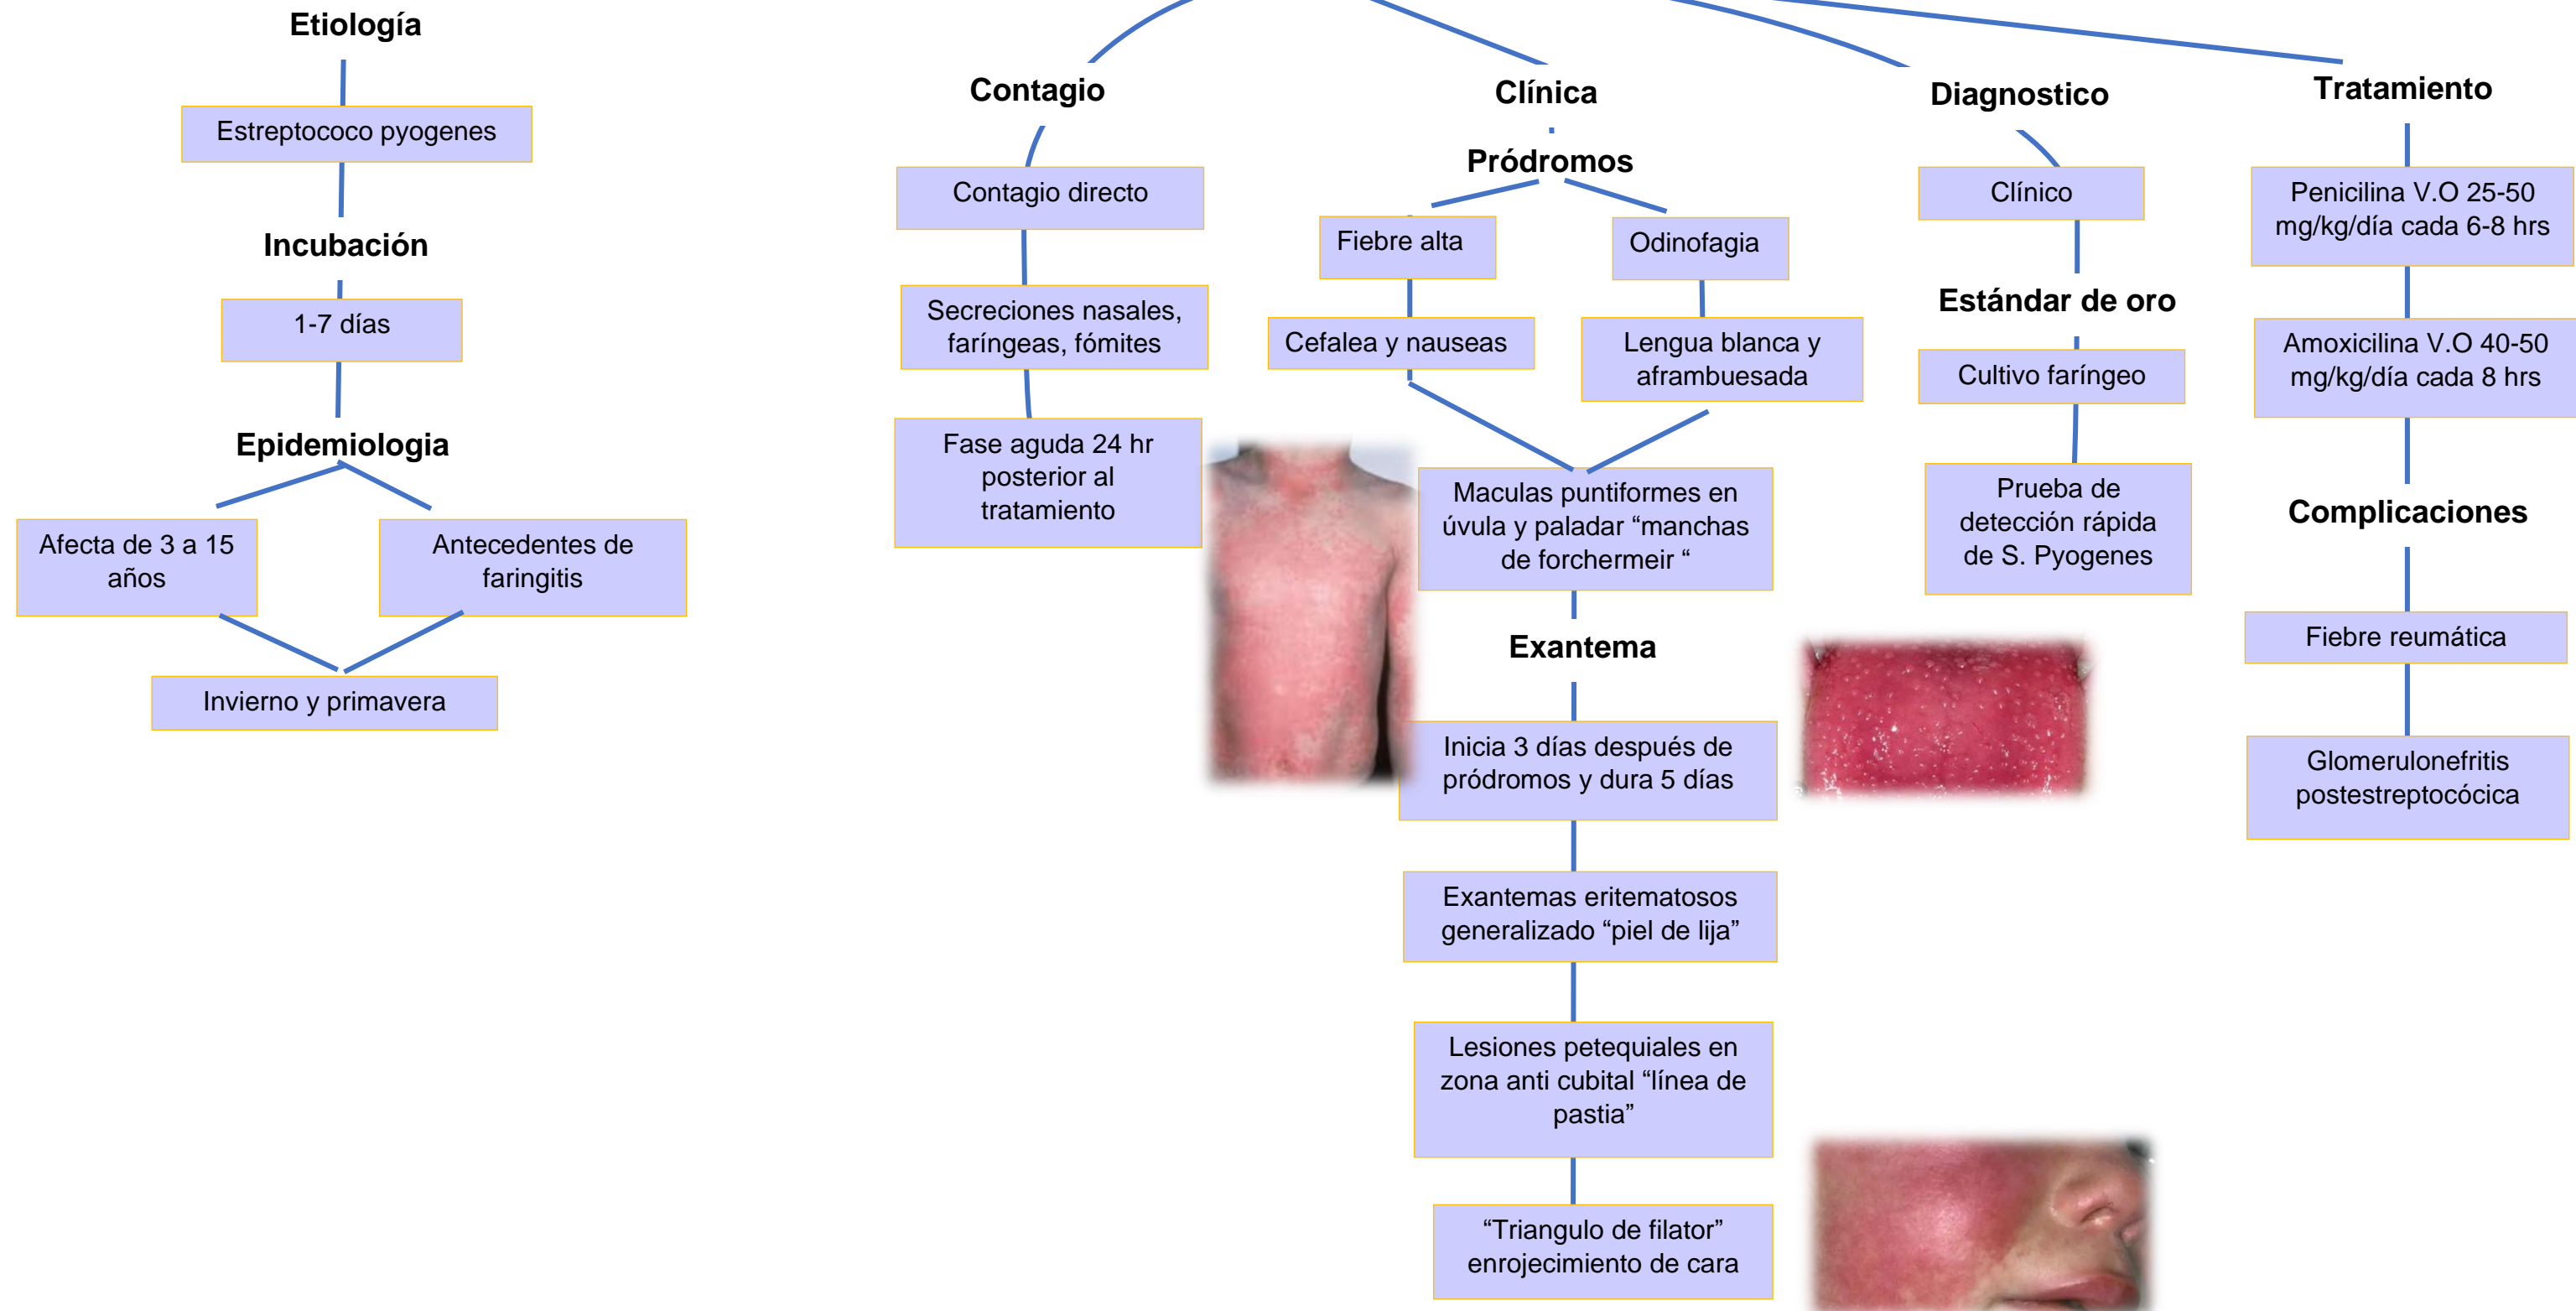 Etiología
Estreptococo pyogenes
Incubación
1-7 días
Epidemiologia
Afecta de 3 a 15
años
Antecedentes de
faringitis
Invierno y primavera
Contagio
Contagio directo
Secreciones nasales,
faríngeas, fómites
Fase aguda 24 hr
posterior al
tratamiento
Clínica
Pródromos
Fiebre alta
Cefalea y nauseas
Odinofagia
Lengua blanca y
aframbuesada
Maculas puntiformes en
úvula y paladar “manchas
de forchermeir “
Exantema
Inicia 3 días después de
pródromos y dura 5 días
Exantemas eritematosos
generalizado “piel de lija”
Lesiones petequiales en
zona anti cubital “línea de
pastia”
“Triangulo de filator”
enrojecimiento de cara
Diagnostico
Clínico
Estándar de oro
Cultivo faríngeo
Prueba de
detección rápida
de S. Pyogenes
Tratamiento
Penicilina V.O 25-50
mg/kg/día cada 6-8 hrs
Amoxicilina V.O 40-50
mg/kg/día cada 8 hrs
Complicaciones
Fiebre reumática
Glomerulonefritis
postestreptocócica